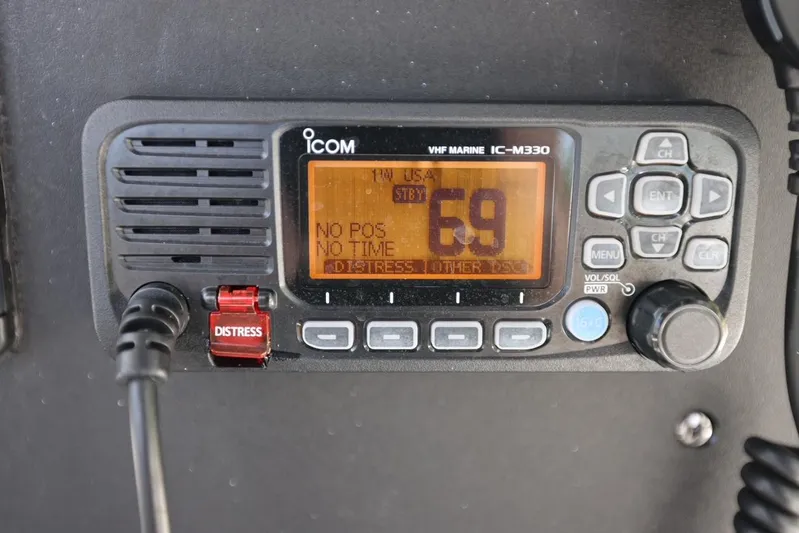 iCOM
VHF MARINE IC-M330
1W USA
STBY
69
NO POS
NO TIME
DISTRESS OTHER DSC
DISTRESS
CH
ENT
CH
MENU
CLR
VOL/SQL
PWR
16/C